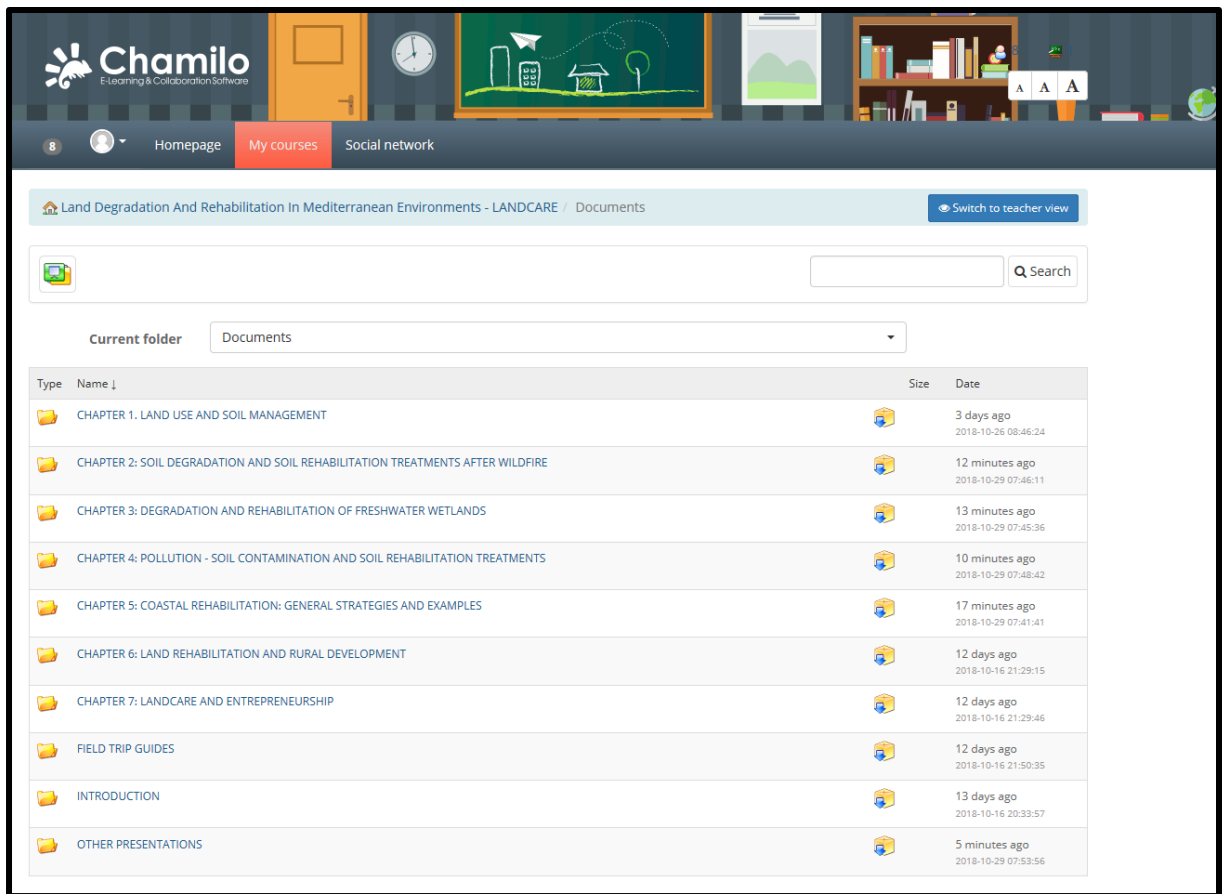 Chamilo
E-Learning & Collaboration Software
A A A
8 Homepage My courses Social network
Land Degradation And Rehabilitation In Mediterranean Environments - LANDCARE / Documents Switch to teacher view
Search
Current folder Documents
Type Name ↓ Size Date
CHAPTER 1. LAND USE AND SOIL MANAGEMENT 3 days ago
2018-10-26 08:46:24
CHAPTER 2: SOIL DEGRADATION AND SOIL REHABILITATION TREATMENTS AFTER WILDFIRE 12 minutes ago
2018-10-29 07:46:11
CHAPTER 3: DEGRADATION AND REHABILITATION OF FRESHWATER WETLANDS 13 minutes ago
2018-10-29 07:45:36
CHAPTER 4: POLLUTION - SOIL CONTAMINATION AND SOIL REHABILITATION TREATMENTS 10 minutes ago
2018-10-29 07:48:42
CHAPTER 5: COASTAL REHABILITATION: GENERAL STRATEGIES AND EXAMPLES 17 minutes ago
2018-10-29 07:41:41
CHAPTER 6: LAND REHABILITATION AND RURAL DEVELOPMENT 12 days ago
2018-10-16 21:29:15
CHAPTER 7: LANDCARE AND ENTREPRENEURSHIP 12 days ago
2018-10-16 21:29:46
FIELD TRIP GUIDES 12 days ago
2018-10-16 21:50:35
INTRODUCTION 13 days ago
2018-10-16 20:33:57
OTHER PRESENTATIONS 5 minutes ago
2018-10-29 07:53:56